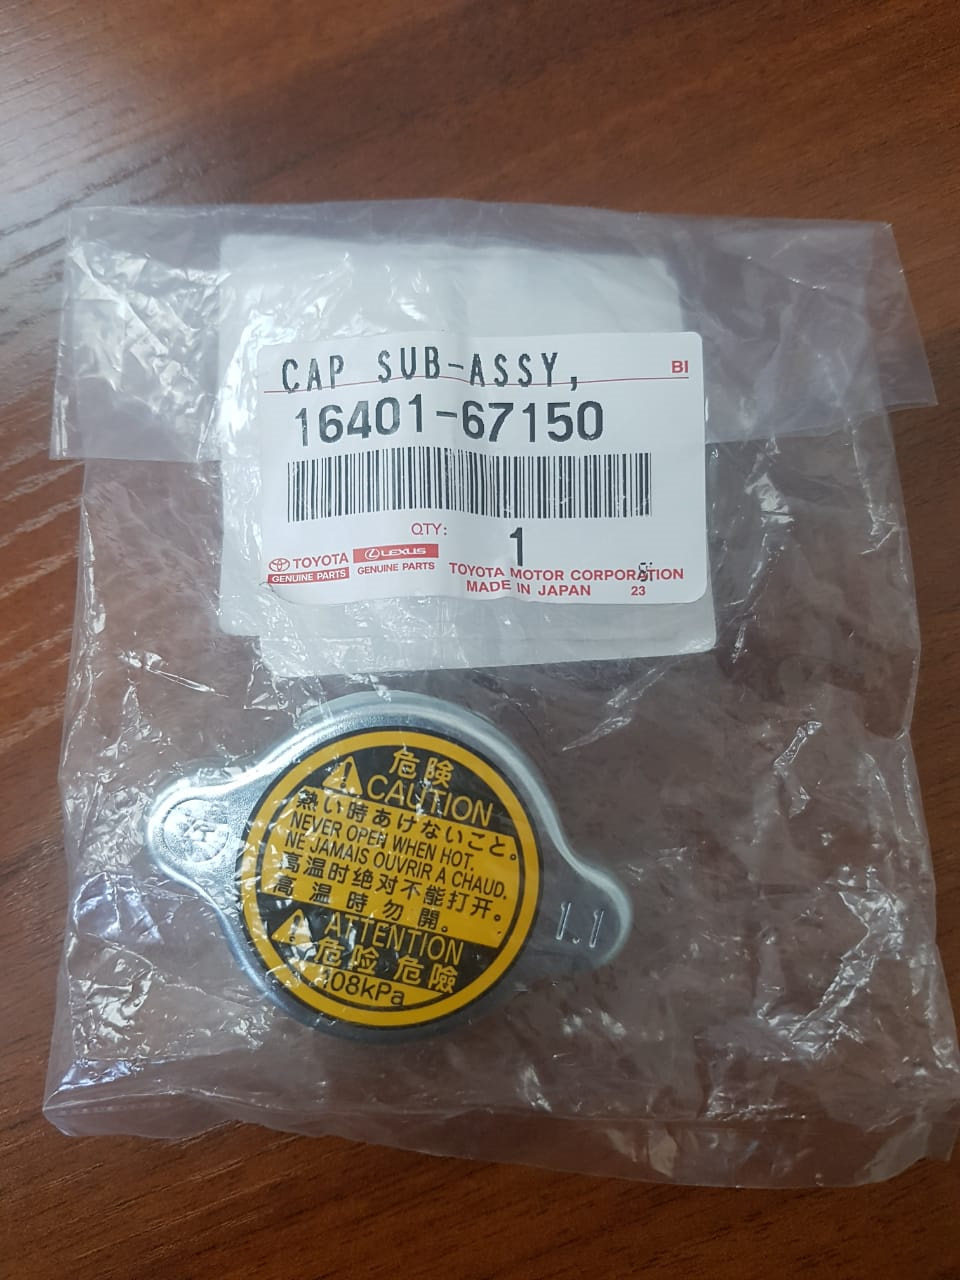 CAP SUB-ASSY,
BI
16401-67150
QTY: 1
TOYOTA
GENUINE PARTS
LEXUS
GENUINE PARTS
TOYOTA MOTOR CORPORATION
MADE IN JAPAN
23
危険
CAUTION
熱い時あけないこと。
NEVER OPEN WHEN HOT,
NE JAMAIS OUVRIR A CHAUD,
高温时绝对不能打开。
高温時勿開。
ATTENTION
危险 危險
108kPa
1.1